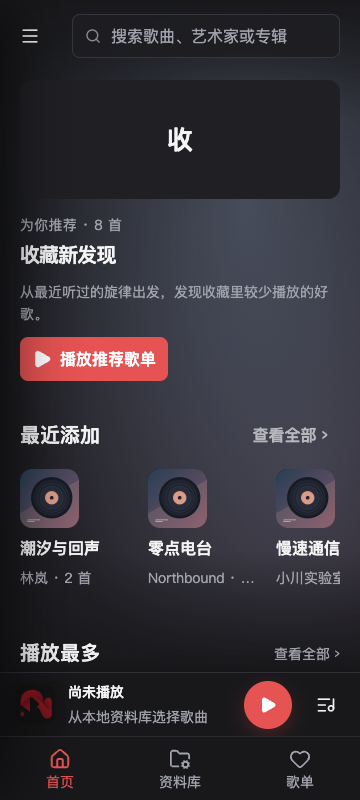 搜索歌曲、艺术家或专辑
收
为你推荐 · 8 首
收藏新发现
从最近听过的旋律出发，发现收藏里较少播放的好
歌。
播放推荐歌单
最近添加
查看全部
潮汐与回声
零点电台
慢速通信
林岚 · 2 首
Northbound · …
小川实验
播放最多
查看全部
尚未播放
从本地资料库选择歌曲
首页
资料库
歌单